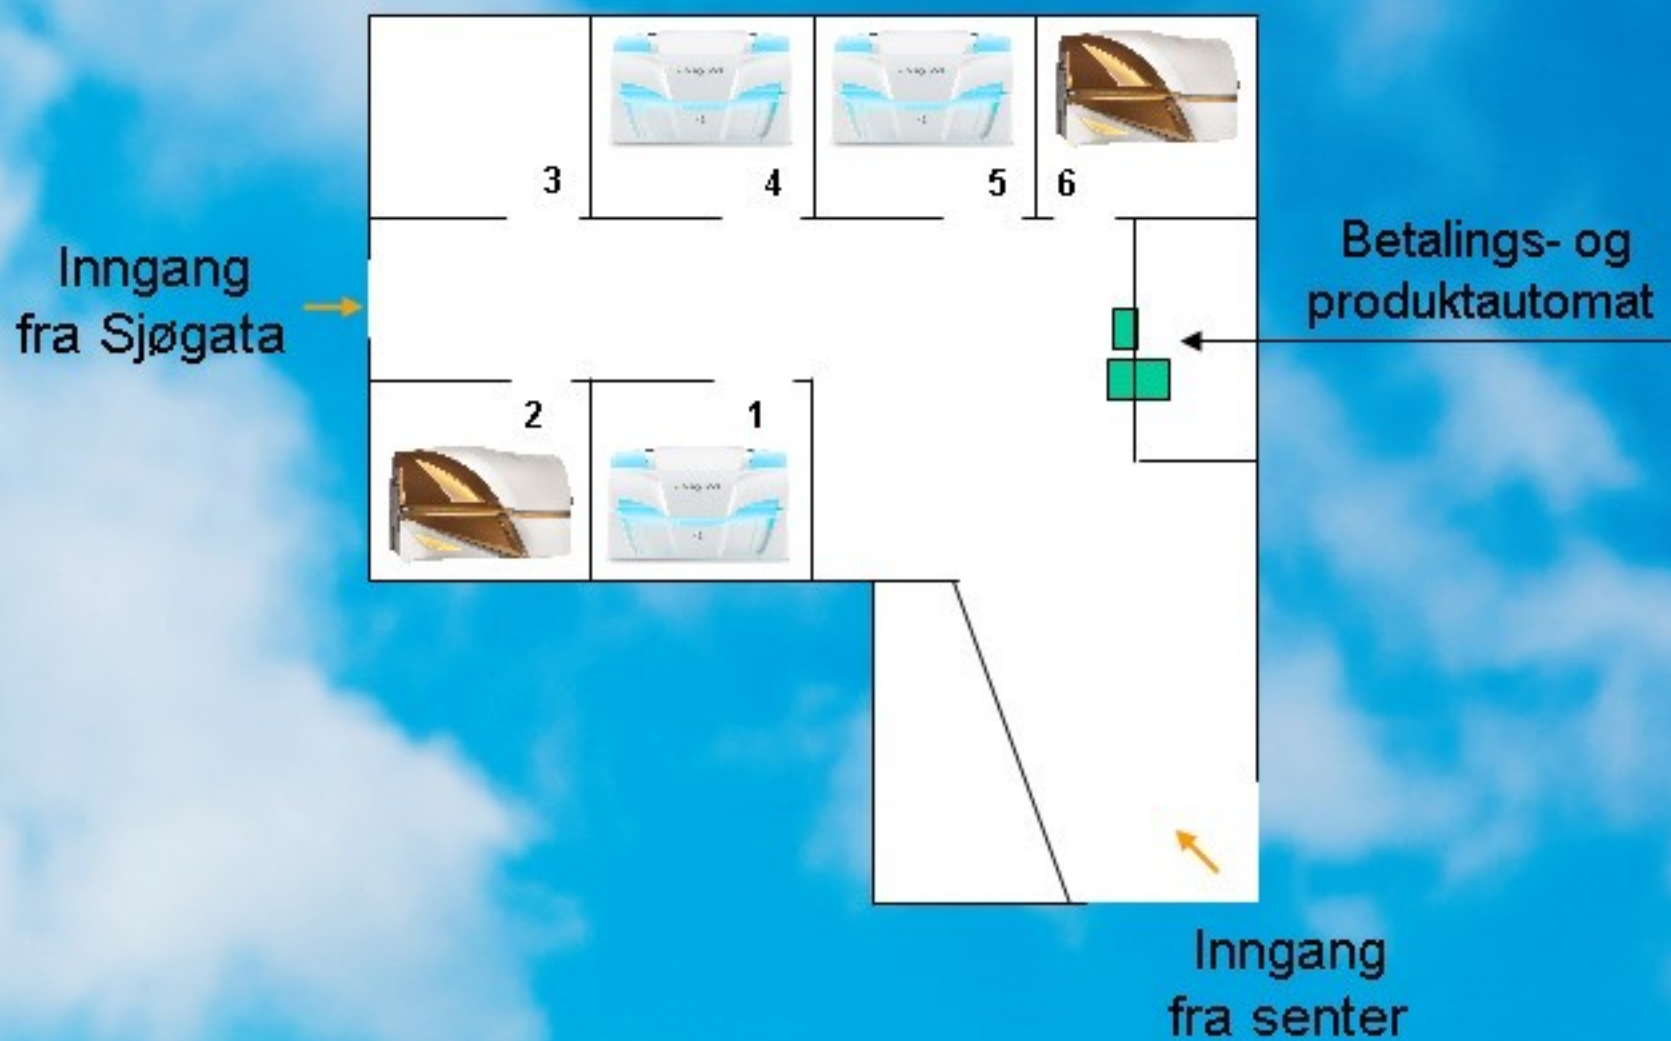 3
4
5
6
Inngang
fra Sjøgata
Betalings- og
produktautomat
2
1
Inngang
fra senter